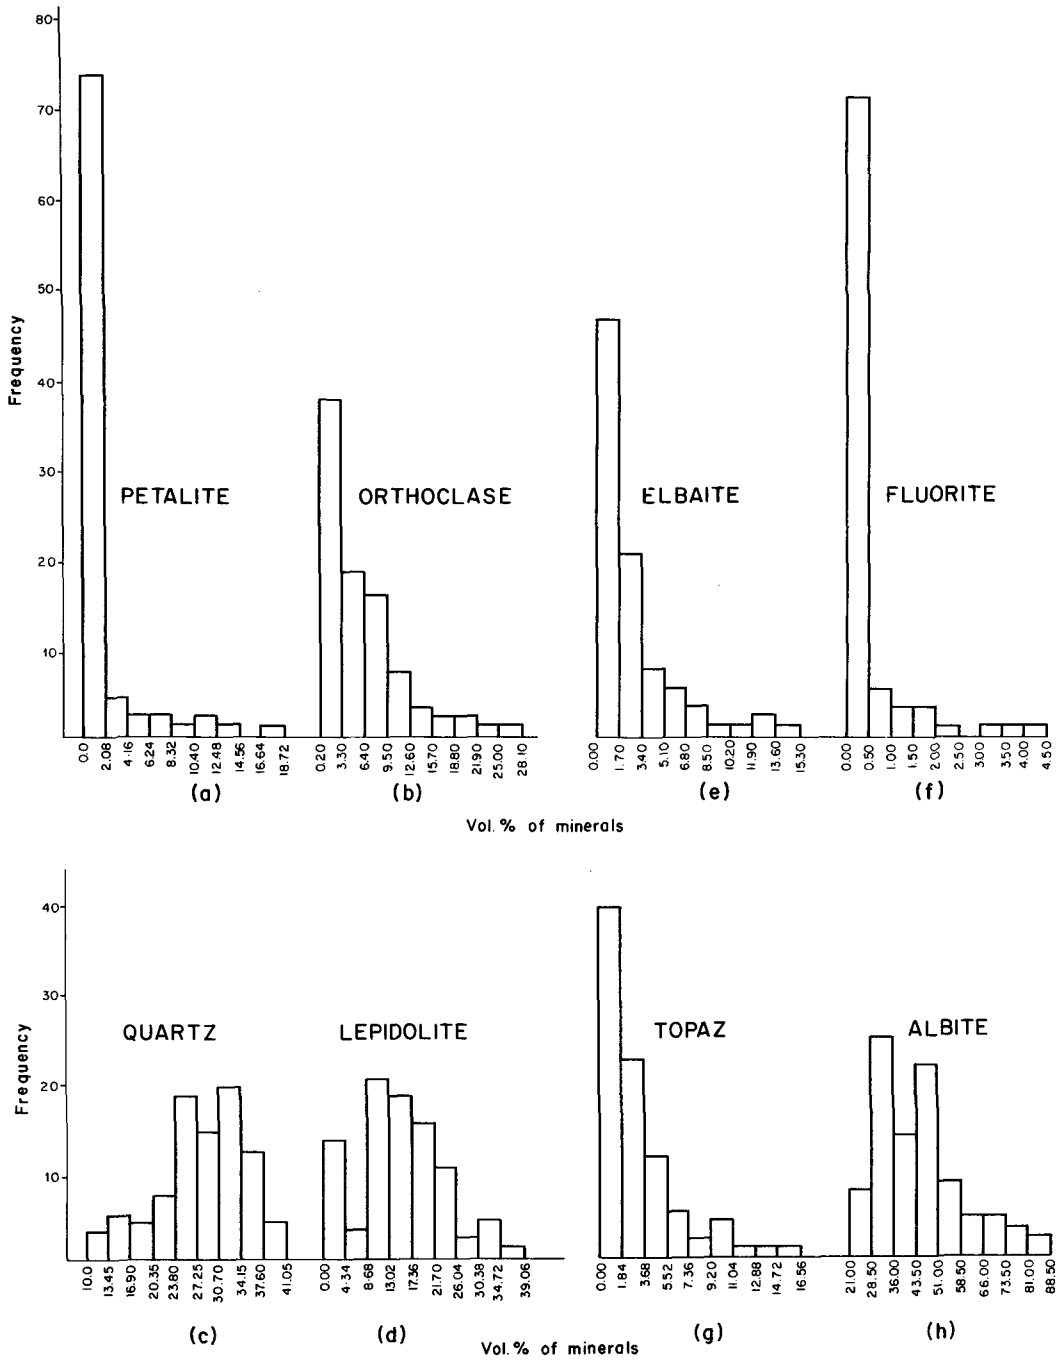 80
70
60
50
40
30
20
10
Frequency
PETALITE
ORTHOCLASE
ELBAITE
FLUORITE
0.0 2.08 4.16 6.24 8.32 10.40 12.48 14.56 16.64 18.72
0.20 3.30 6.40 9.50 12.60 15.70 18.80 21.90 25.00 28.10
0.00 1.70 3.40 5.10 6.80 8.50 10.20 11.90 13.60 15.30
0.00 0.50 1.00 1.50 2.00 2.50 3.00 3.50 4.00 4.50
(a) (b) (e) (f)
Vol. % of minerals
40
30
20
10
Frequency
QUARTZ
LEPIDOLITE
TOPAZ
ALBITE
10.0 13.45 16.90 20.35 23.80 27.25 30.70 34.15 37.60 41.05
0.00 4.34 8.68 13.02 17.36 21.70 26.04 30.38 34.72 39.06
0.00 1.84 3.68 5.52 7.36 9.20 11.04 12.88 14.72 16.56
21.00 28.50 36.00 43.50 51.00 58.50 66.00 73.50 81.0 88.50
(c) (d) (g) (h)
Vol. % of minerals